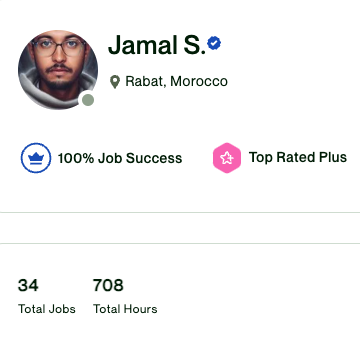 Jamal S.
Rabat, Morocco
100% Job Success
Top Rated Plus
34
708
Total Jobs
Total Hours